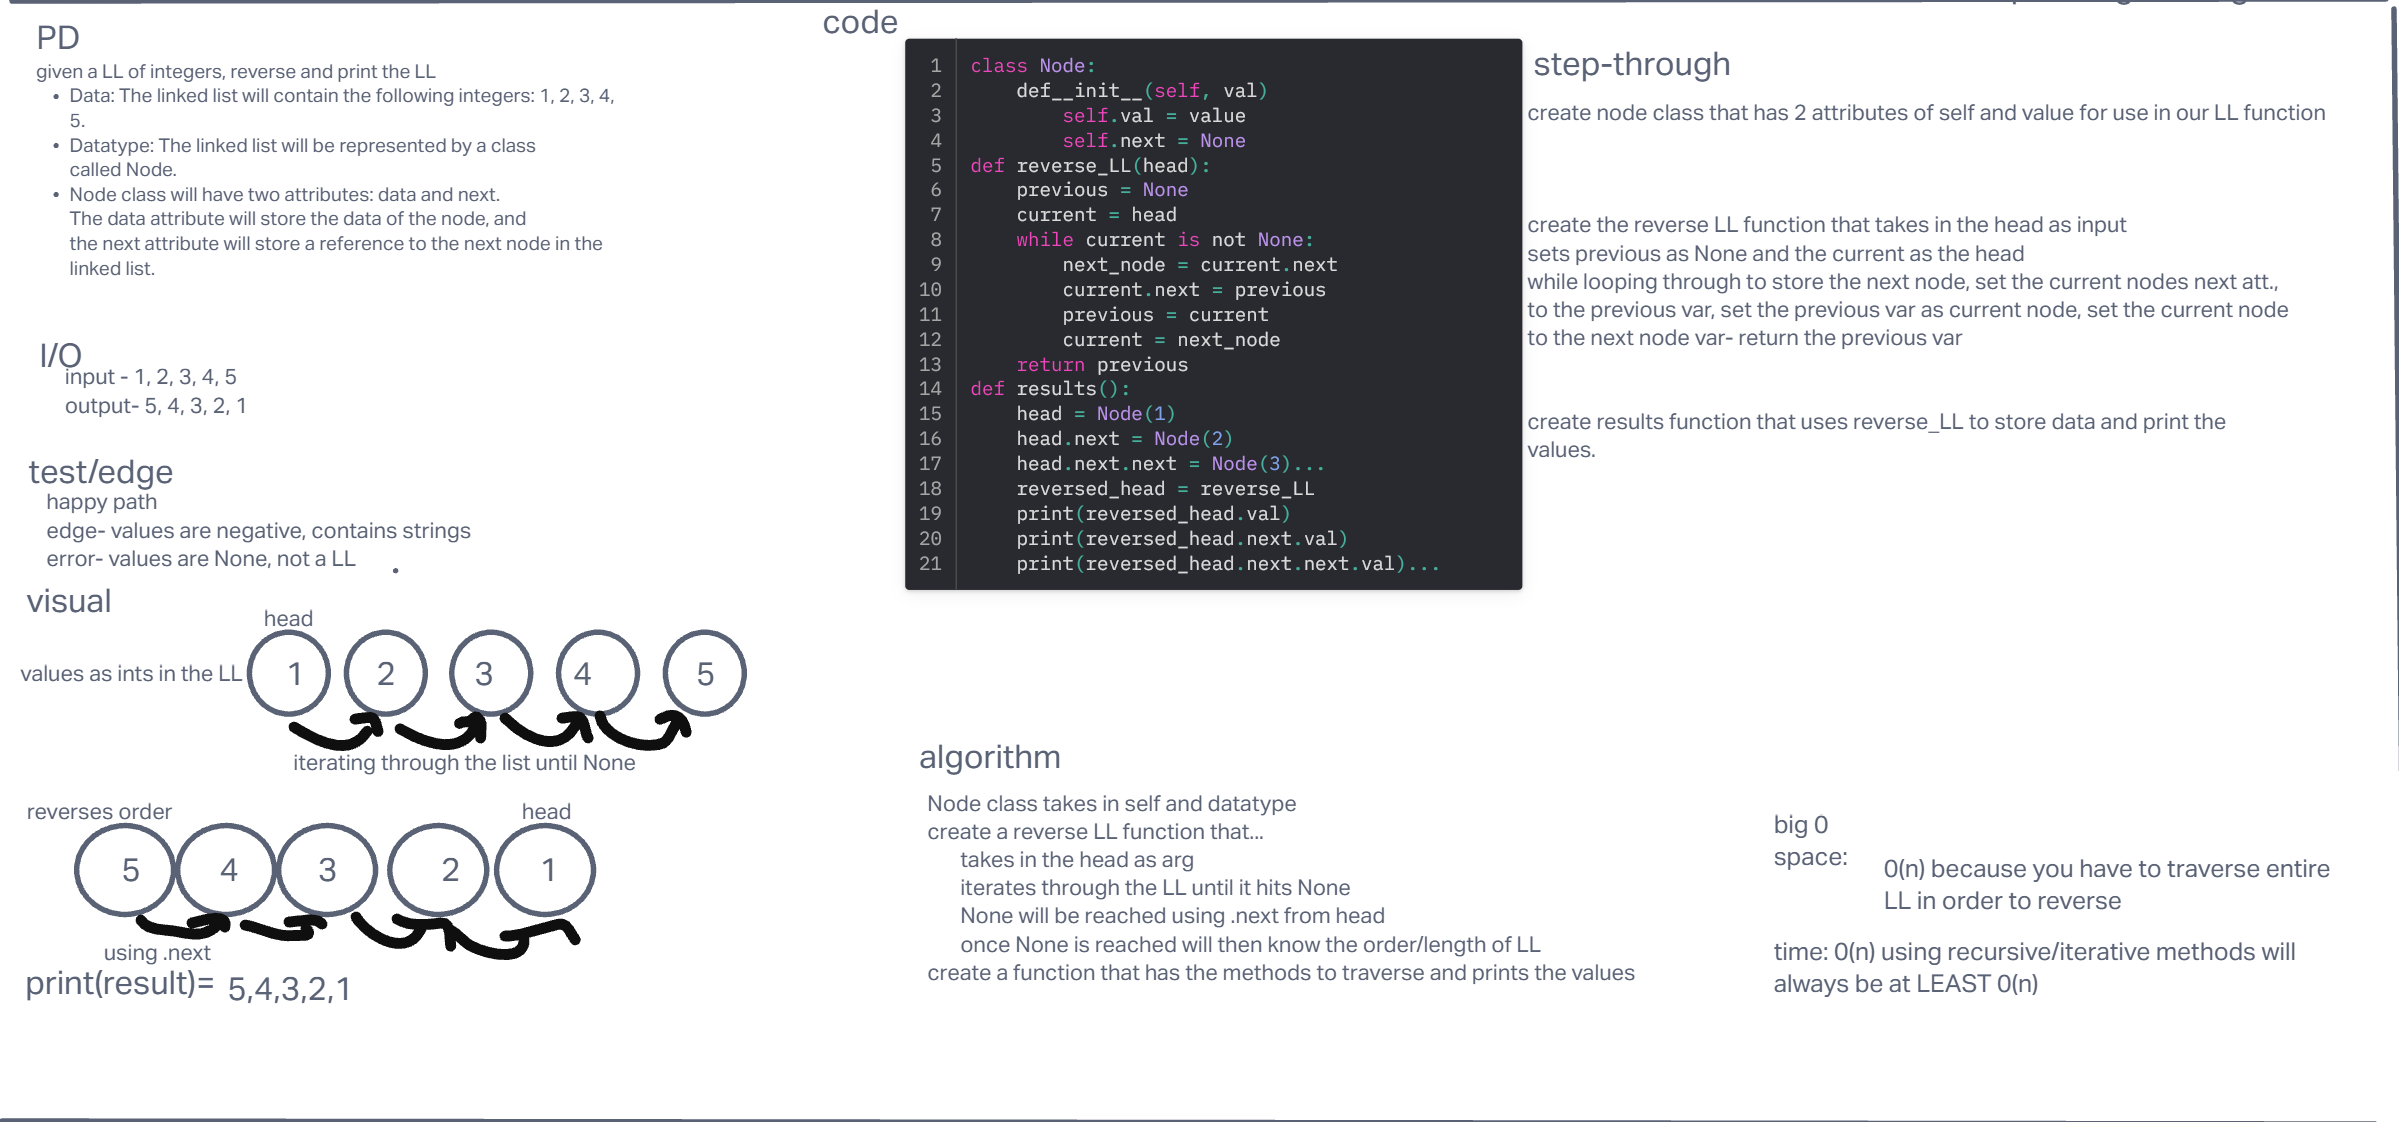 PD
given a LL of integers, reverse and print the LL
• Data: The linked list will contain the following integers: 1, 2, 3, 4,
5.
• Datatype: The linked list will be represented by a class
called Node.
• Node class will have two attributes: data and next.
The data attribute will store the data of the node, and
the next attribute will store a reference to the next node in the
linked list.
I/O
input - 1, 2, 3, 4, 5
output- 5, 4, 3, 2, 1
test/edge
happy path
edge- values are negative, contains strings
error- values are None, not a LL
visual
head
values as ints in the LL
1 2 3 4 5
iterating through the list until None
reverses order
head
5 4 3 2 1
using .next
print(result)= 5,4,3,2,1
code
1 class Node:
2     def__init__(self, val)
3         self.val = value
4         self.next = None
5 def reverse_LL(head):
6     previous = None
7     current = head
8     while current is not None:
9         next_node = current.next
10         current.next = previous
11         previous = current
12         current = next_node
13     return previous
14 def results():
15     head = Node(1)
16     head.next = Node(2)
17     head.next.next = Node(3)...
18     reversed_head = reverse_LL
19     print(reversed_head.val)
20     print(reversed_head.next.val)
21     print(reversed_head.next.next.val)...
step-through
create node class that has 2 attributes of self and value for use in our LL function
create the reverse LL function that takes in the head as input
sets previous as None and the current as the head
while looping through to store the next node, set the current nodes next att.,
to the previous var, set the previous var as current node, set the current node
to the next node var- return the previous var
create results function that uses reverse_LL to store data and print the
values.
algorithm
Node class takes in self and datatype
create a reverse LL function that...
takes in the head as arg
iterates through the LL until it hits None
None will be reached using .next from head
once None is reached will then know the order/length of LL
create a function that has the methods to traverse and prints the values
big 0
space:
0(n) because you have to traverse entire
LL in order to reverse
time: 0(n) using recursive/iterative methods will
always be at LEAST 0(n)